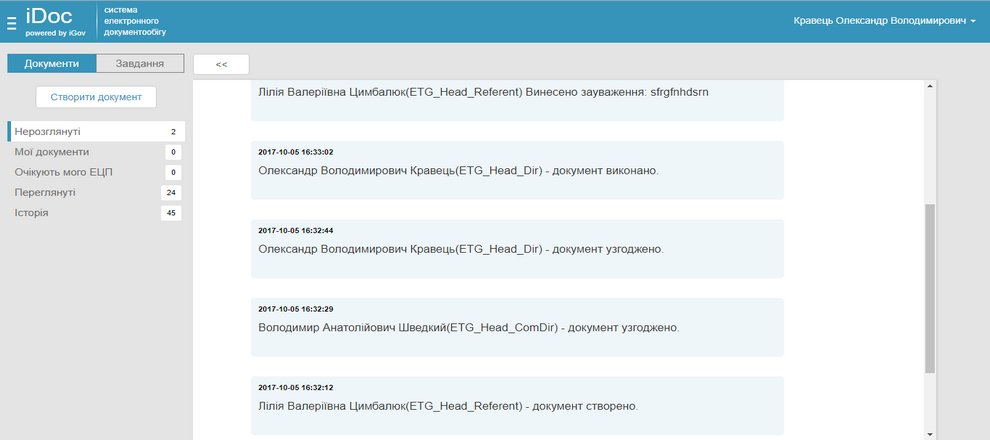 iDoc
powered by iGov
система
електронного
документообігу
Кравець Олександр Володимирович
Документи
Завдання
<<
Створити документ
Нерозглянуті 2
Мої документи 0
Очікують мого ЕЦП 0
Переглянуті 24
Історія 45
Лілія Валеріївна Цимбалюк(ETG_Head_Referent) Винесено зауваження: sfrgfnhdsrn
2017-10-05 16:33:02
Олександр Володимирович Кравець(ETG_Head_Dir) - документ виконано.
2017-10-05 16:32:44
Олександр Володимирович Кравець(ETG_Head_Dir) - документ узгоджено.
2017-10-05 16:32:29
Володимир Анатолійович Шведкий(ETG_Head_ComDir) - документ узгоджено.
2017-10-05 16:32:12
Лілія Валеріївна Цимбалюк(ETG_Head_Referent) - документ створено.